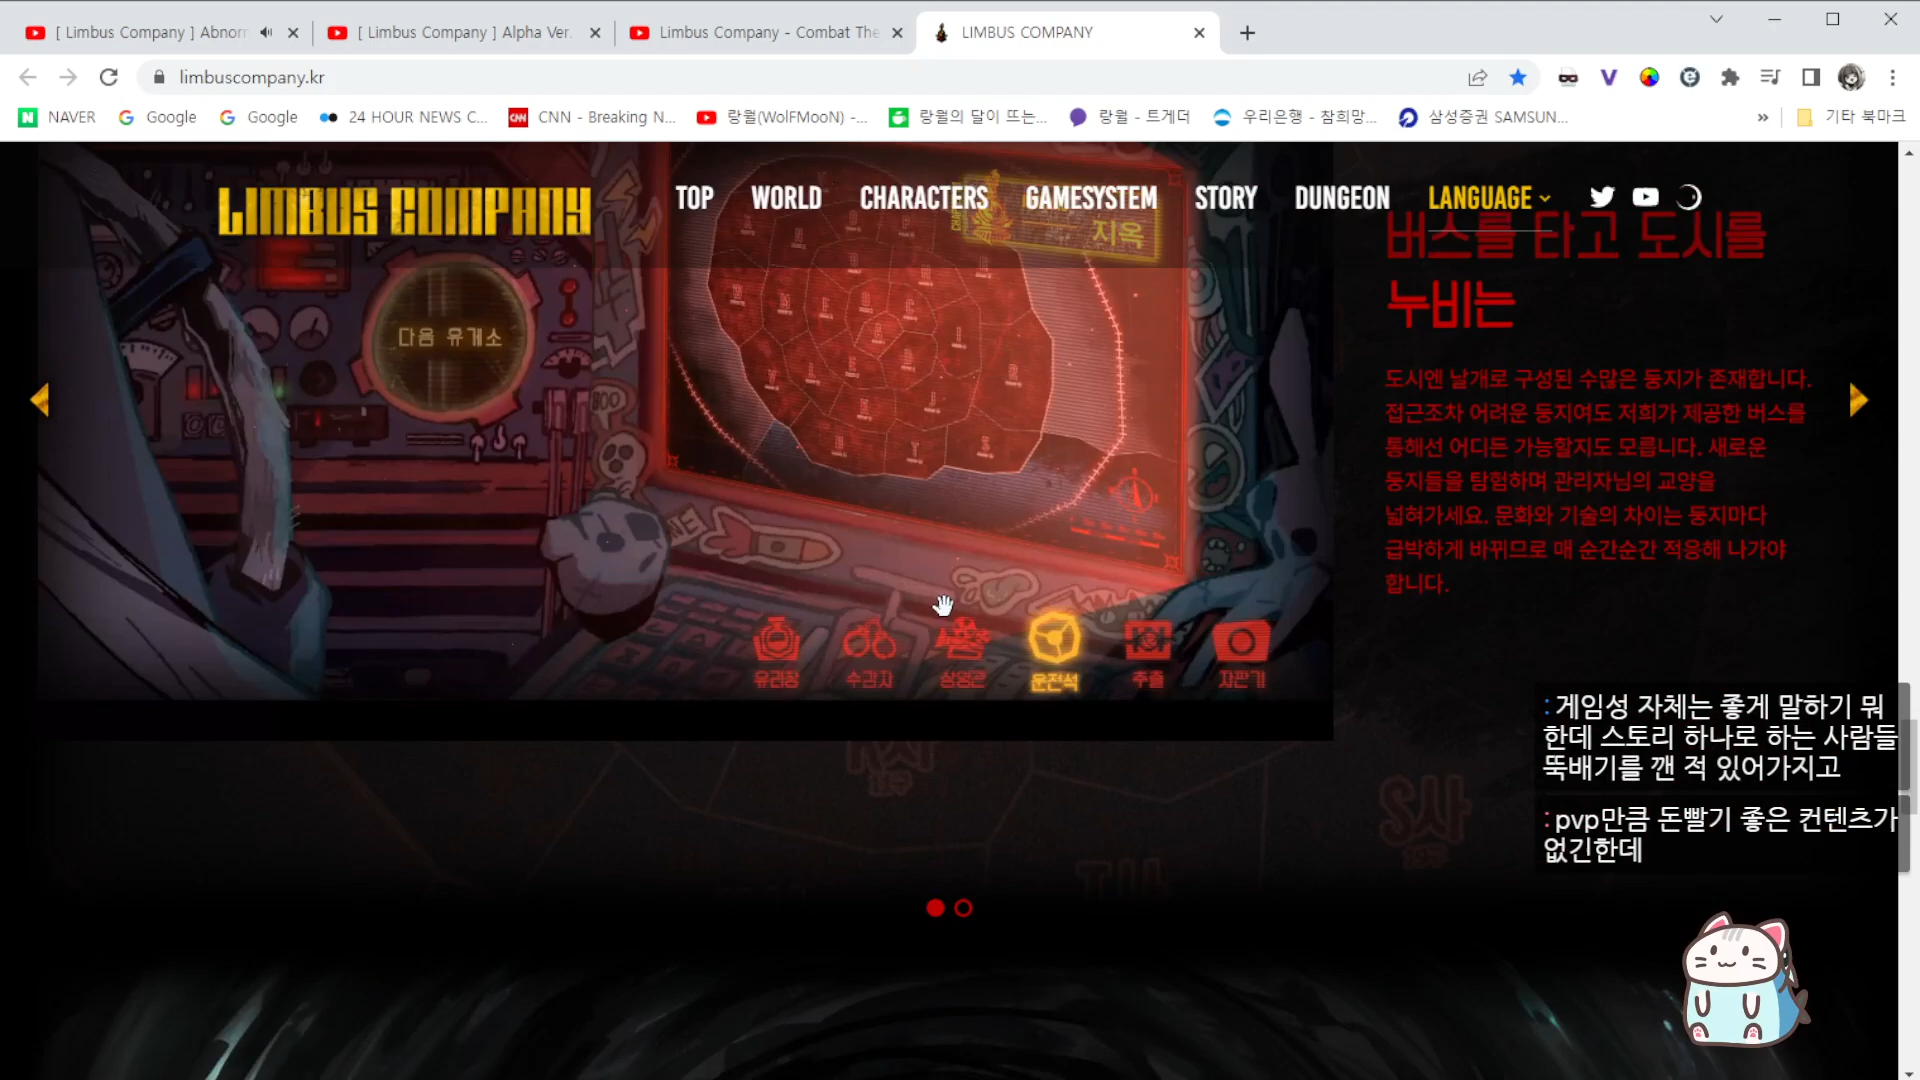 [ Limbus Company ] Abnorr
[ Limbus Company ] Alpha Ver.
Limbus Company - Combat The
LIMBUS COMPANY
limbuscompany.kr
NAVER
Google
Google
24 HOUR NEWS C...
CNN - Breaking N...
랑월(WolFMooN) -...
랑월의 달이 뜨는...
랑월 - 트게더
우리은행 - 참희망...
삼성증권 SAMSUN...
기타 북마크
LIMBUS COMPANY
TOP
WORLD
CHARACTERS
GAMESYSTEM
STORY
DUNGEON
LANGUAGE
지옥
다음 유개소
버스를 타고 도시를
누비는
도시엔 날개로 구성된 수많은 둥지가 존재합니다.
접근조차 어려운 둥지여도 저희가 제공한 버스를
통해선 어디든 가능할지도 모릅니다. 새로운
둥지들을 탐험하며 관리자님의 교양을
넓혀가세요. 문화와 기술의 차이는 둥지마다
급박하게 바뀌므로 매 순간순간 적응해 나가야
합니다.
유리창
수감자
운전석
추출
자판기
: 게임성 자체는 좋게 말하기 뭐
한데 스토리 하나로 하는 사람들
뚝배기를 깬 적 있어가지고
: pvp만큼 돈빨기 좋은 컨텐츠가
없긴한데